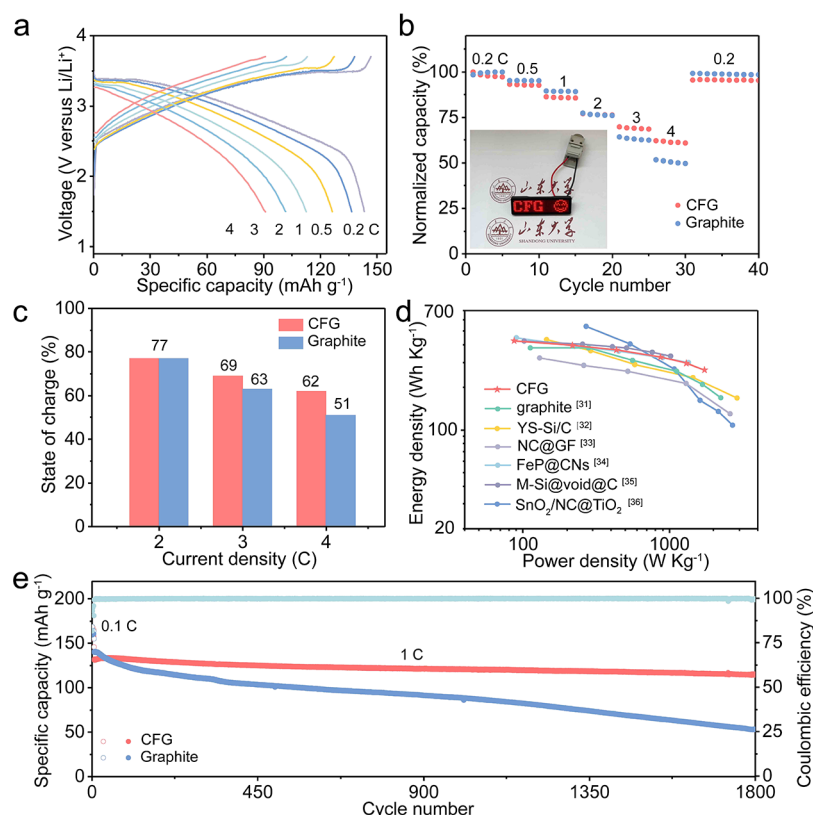 a
Voltage (V versus Li/Li⁺)
4
3
2
1
4 3 2 1 0.5 0.2 C
0 30 60 90 120 150
Specific capacity (mAh g⁻¹)
b
Normalized capacity (%)
125
100
75
50
25
0
0.2 C 0.5 1 2 3 4 0.2
CFG
山东大学
CFG
山东大学
SHANDONG UNIVERSITY
CFG
Graphite
0 10 20 30 40
Cycle number
c
State of charge (%)
100
80
60
40
20
0
77
69 63
62 51
CFG
Graphite
2 3 4
Current density (C)
d
Energy density (Wh Kg⁻¹)
700
100
20
CFG
graphite [31]
YS-Si/C [32]
NC@GF [33]
FeP@CNs [34]
M-Si@void@C [35]
SnO₂/NC@TiO₂ [36]
100 1000
Power density (W Kg⁻¹)
e
Specific capacity (mAh g⁻¹)
200
150
100
50
0
0.1 C
1 C
CFG
Graphite
100
75
50
25
0
Coulombic efficiency (%)
0 450 900 1350 1800
Cycle number